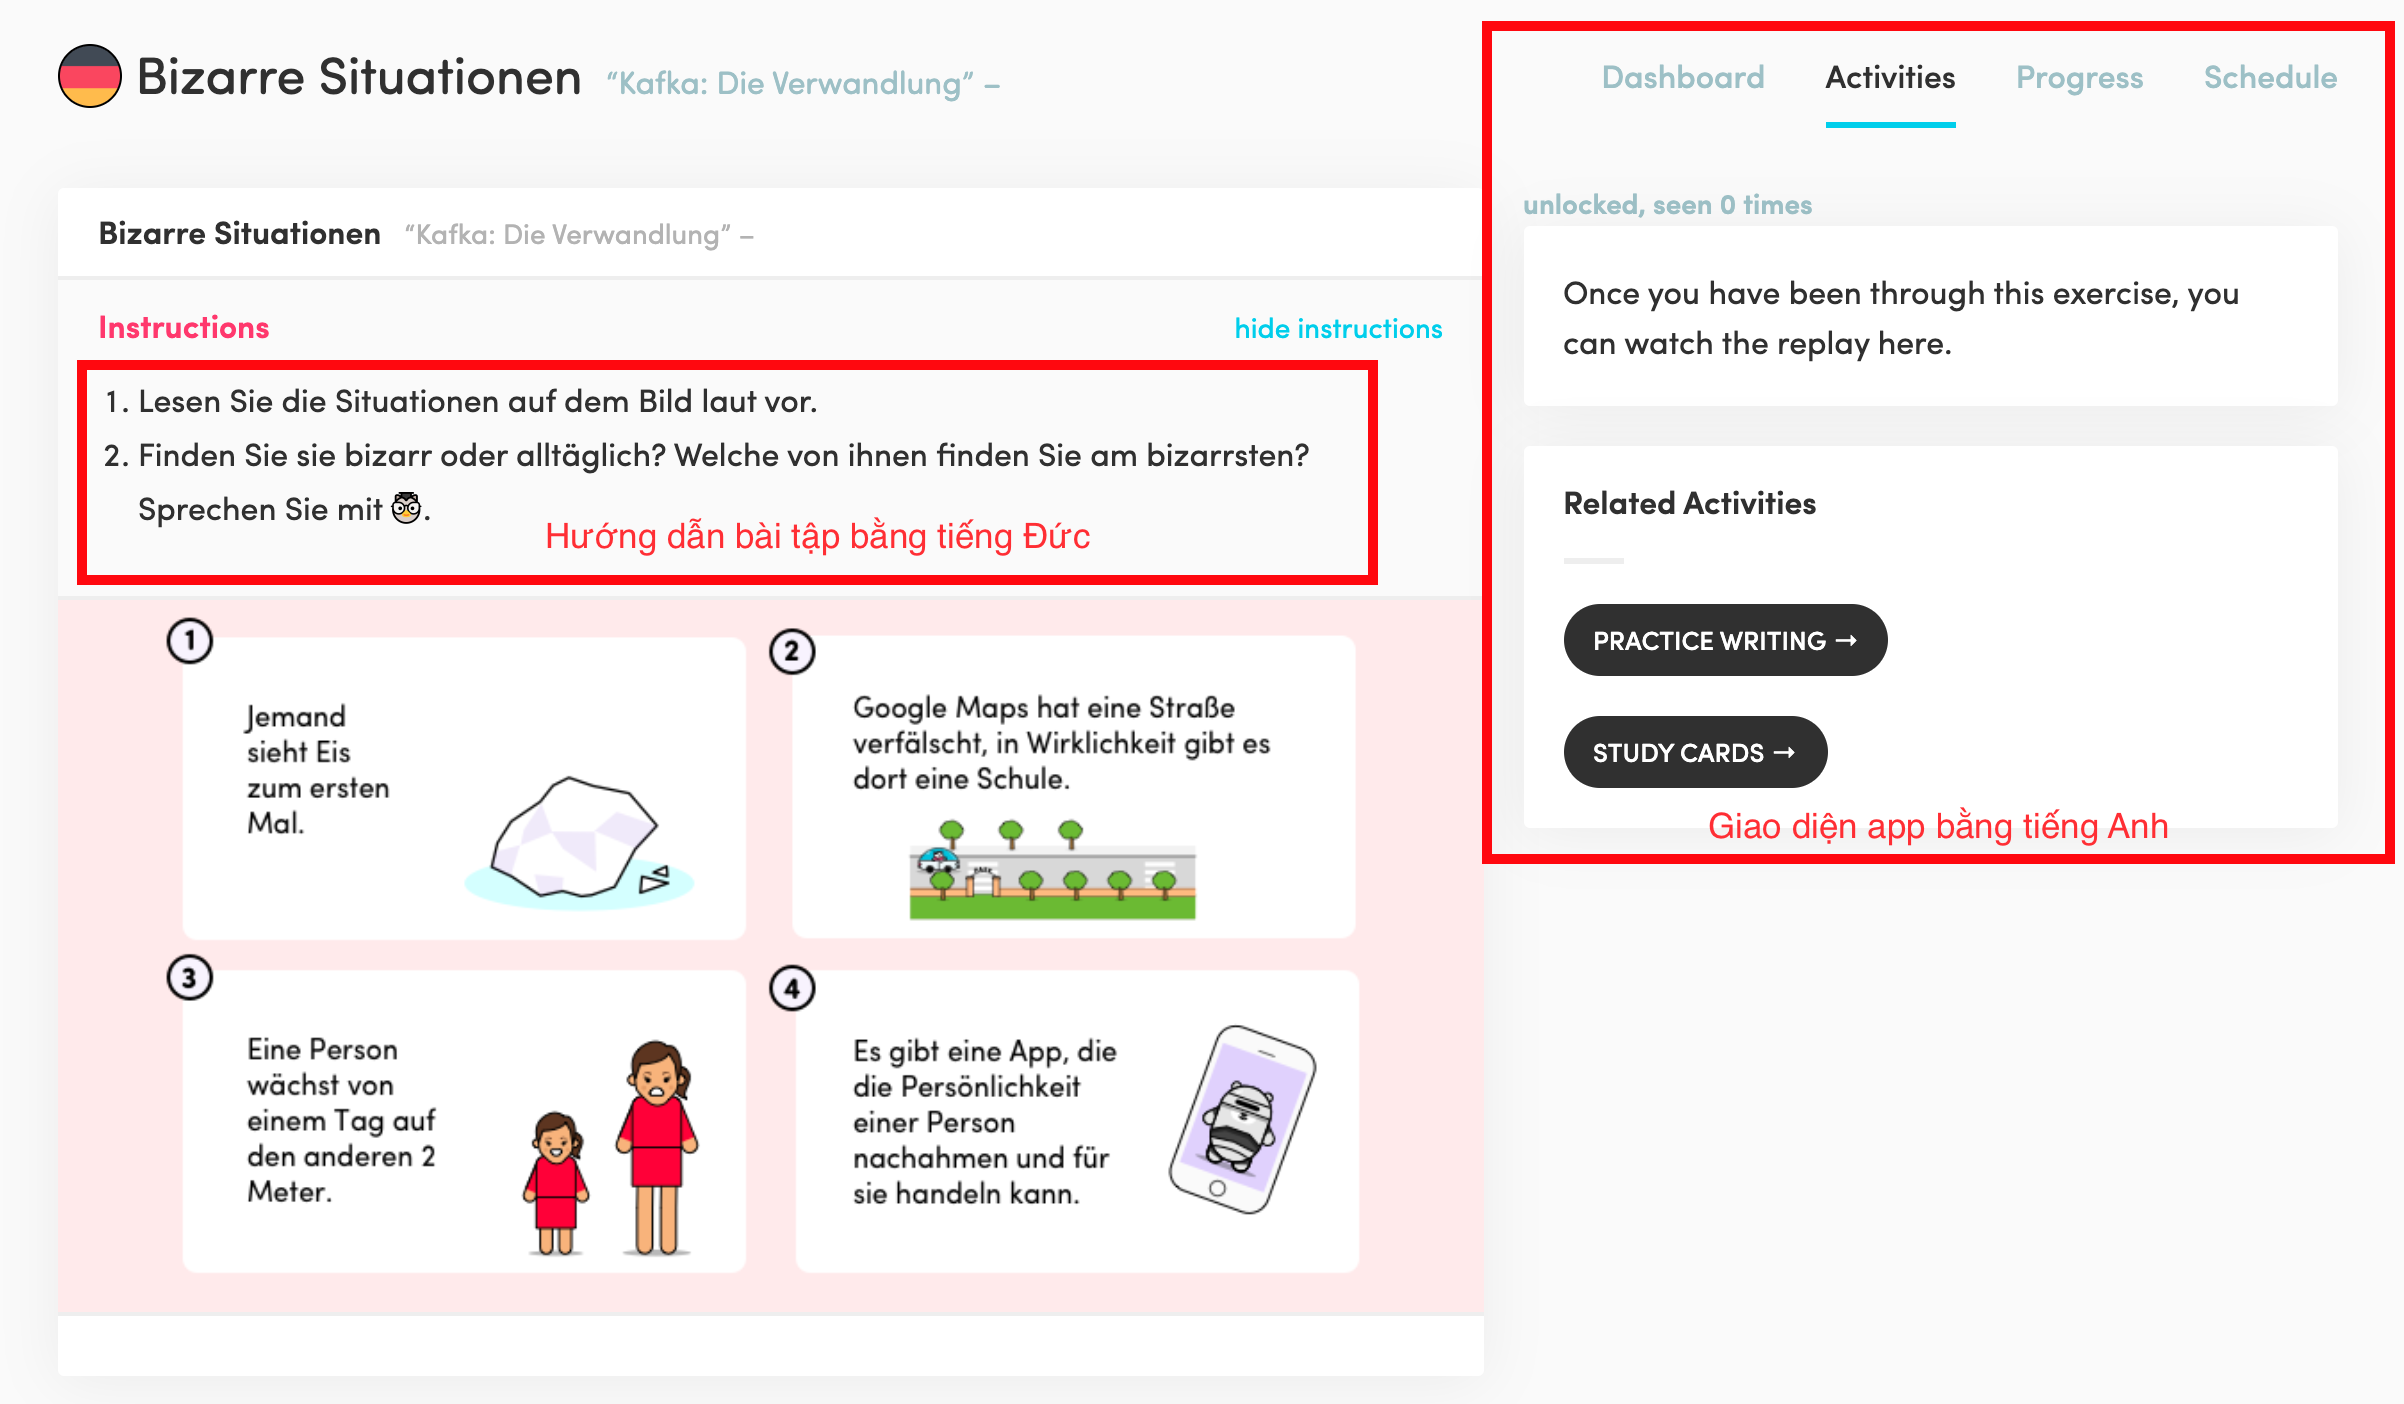 Bizarre Situationen “Kafka: Die Verwandlung” –
Dashboard Activities Progress Schedule
Bizarre Situationen “Kafka: Die Verwandlung” –
Instructions
hide instructions
1. Lesen Sie die Situationen auf dem Bild laut vor.
2. Finden Sie sie bizarr oder alltäglich? Welche von ihnen finden Sie am bizarrsten?
Sprechen Sie mit .
Hướng dẫn bài tập bằng tiếng Đức
1
Jemand
sieht Eis
zum ersten
Mal.
2
Google Maps hat eine Straße
verfälscht, in Wirklichkeit gibt es
dort eine Schule.
PARK
3
Eine Person
wächst von
einem Tag auf
den anderen 2
Meter.
4
Es gibt eine App, die
die Persönlichkeit
einer Person
nachahmen und für
sie handeln kann.
unlocked, seen 0 times
Once you have been through this exercise, you
can watch the replay here.
Related Activities
PRACTICE WRITING →
STUDY CARDS →
Giao diện app bằng tiếng Anh